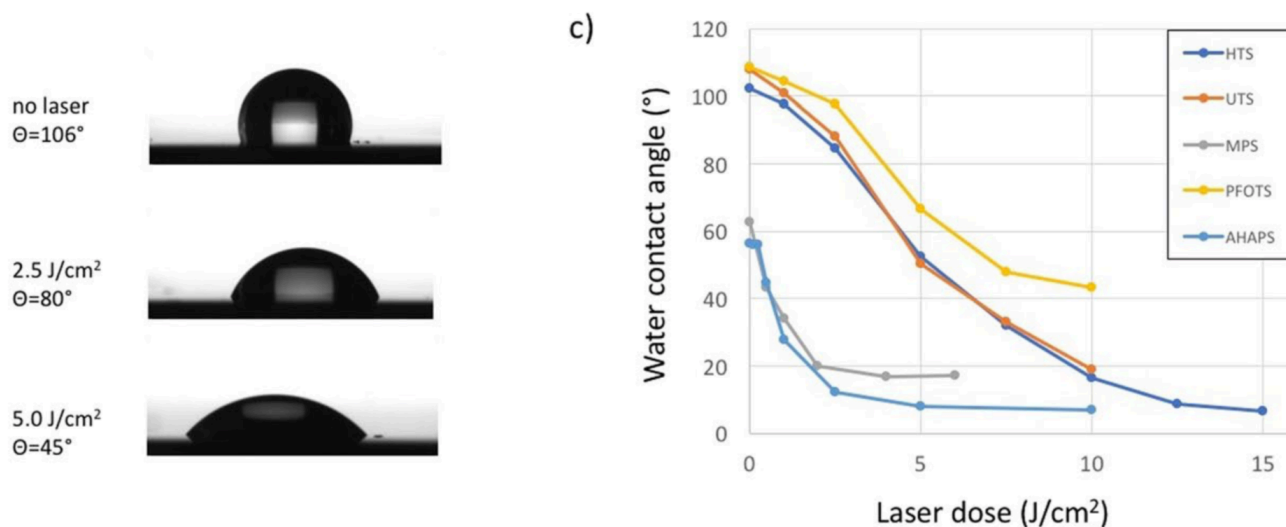 no laser
Θ=106°
2.5 J/cm²
Θ=80°
5.0 J/cm²
Θ=45°
c)
Water contact angle (°)
120
100
80
60
40
20
0
0
5
10
15
Laser dose (J/cm²)
HTS
UTS
MPS
PFOTS
AHAPS